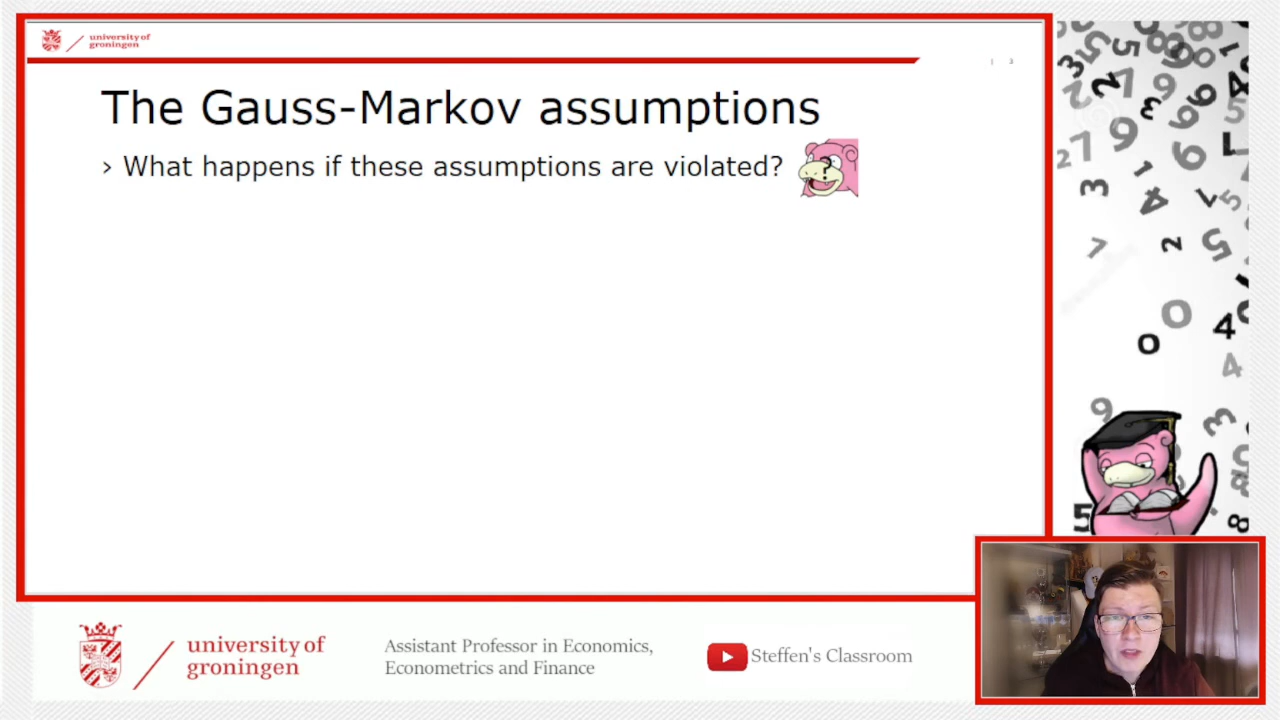 university of
groningen
| 3
The Gauss-Markov assumptions
› What happens if these assumptions are violated?
?
university of
groningen
Assistant Professor in Economics,
Econometrics and Finance
Steffen's Classroom